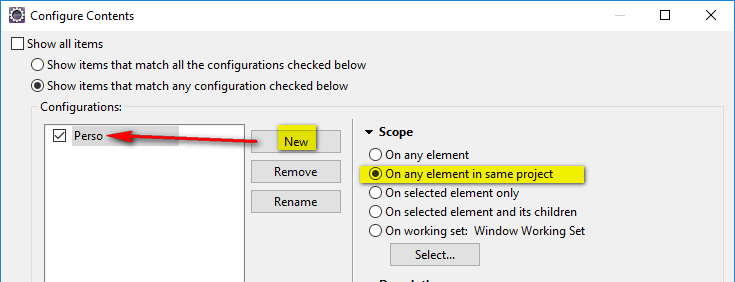 Configure Contents
Show all items
Show items that match all the configurations checked below
Show items that match any configuration checked below
Configurations:
Perso
New
Remove
Rename
Scope
On any element
On any element in same project
On selected element only
On selected element and its children
On working set: Window Working Set
Select...